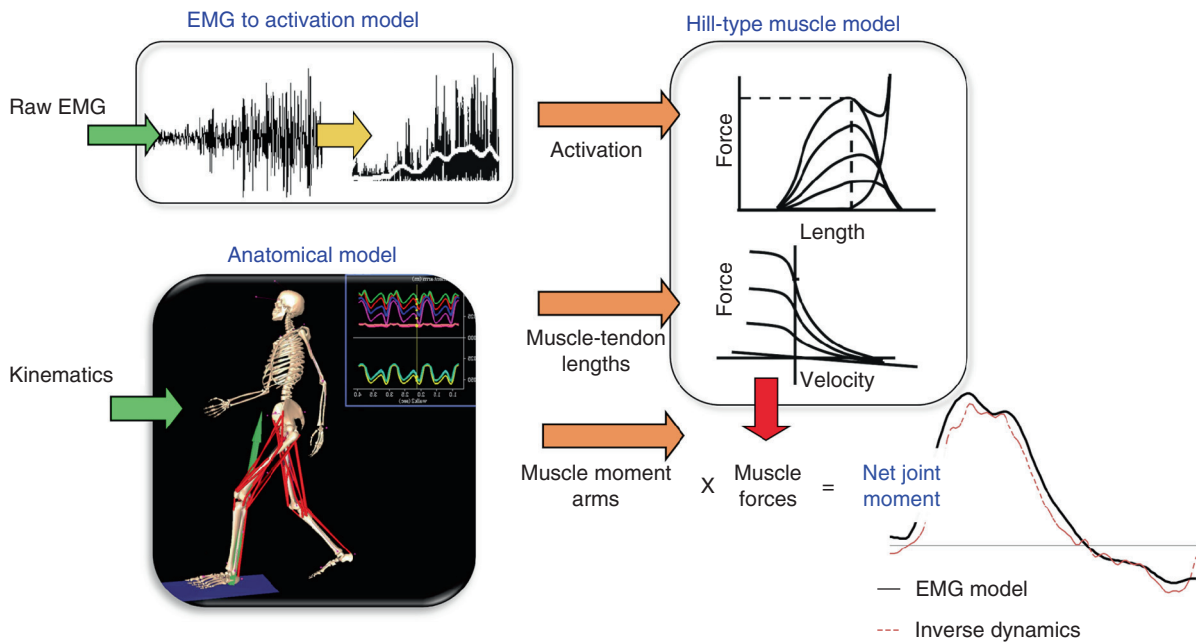 EMG to activation model
Hill-type muscle model
Raw EMG
Activation
Force
Length
Anatomical model
Kinematics
Muscle-tendon
lengths
Force
Velocity
Muscle moment
arms
X
Muscle
forces
=
Net joint
moment
EMG model
Inverse dynamics